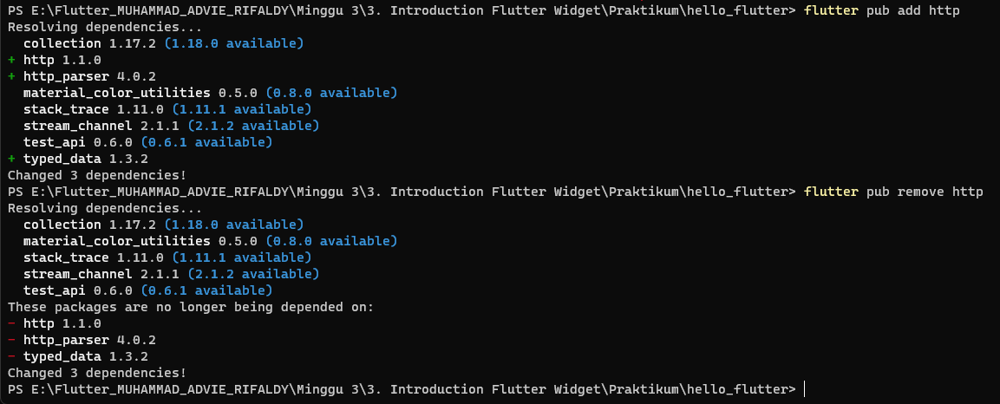 PS E:\Flutter_MUHAMMAD_ADVIE_RIFALDY\Minggu 3\3. Introduction Flutter Widget\Praktikum\hello_flutter> flutter pub add http
Resolving dependencies...
  collection 1.17.2 (1.18.0 available)
+ http 1.1.0
+ http_parser 4.0.2
  material_color_utilities 0.5.0 (0.8.0 available)
  stack_trace 1.11.0 (1.11.1 available)
  stream_channel 2.1.1 (2.1.2 available)
  test_api 0.6.0 (0.6.1 available)
+ typed_data 1.3.2
Changed 3 dependencies!
PS E:\Flutter_MUHAMMAD_ADVIE_RIFALDY\Minggu 3\3. Introduction Flutter Widget\Praktikum\hello_flutter> flutter pub remove http
Resolving dependencies...
  collection 1.17.2 (1.18.0 available)
  material_color_utilities 0.5.0 (0.8.0 available)
  stack_trace 1.11.0 (1.11.1 available)
  stream_channel 2.1.1 (2.1.2 available)
  test_api 0.6.0 (0.6.1 available)
These packages are no longer being depended on:
- http 1.1.0
- http_parser 4.0.2
- typed_data 1.3.2
Changed 3 dependencies!
PS E:\Flutter_MUHAMMAD_ADVIE_RIFALDY\Minggu 3\3. Introduction Flutter Widget\Praktikum\hello_flutter>